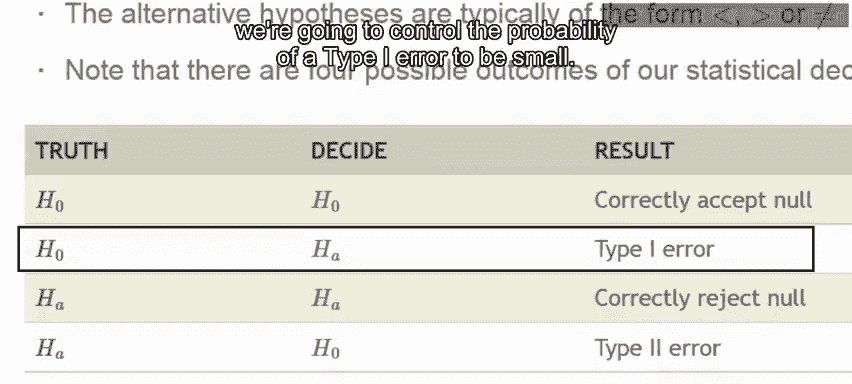 · The alternative hypotheses are typically of the form <, > or ≠
we're going to control the probability
of a Type I error to be small.
· Note that there are four possible outcomes of our statistical dec
TRUTH DECIDE RESULT
H₀ H₀ Correctly accept null
H₀ Hₐ Type I error
Hₐ Hₐ Correctly reject null
Hₐ H₀ Type II error